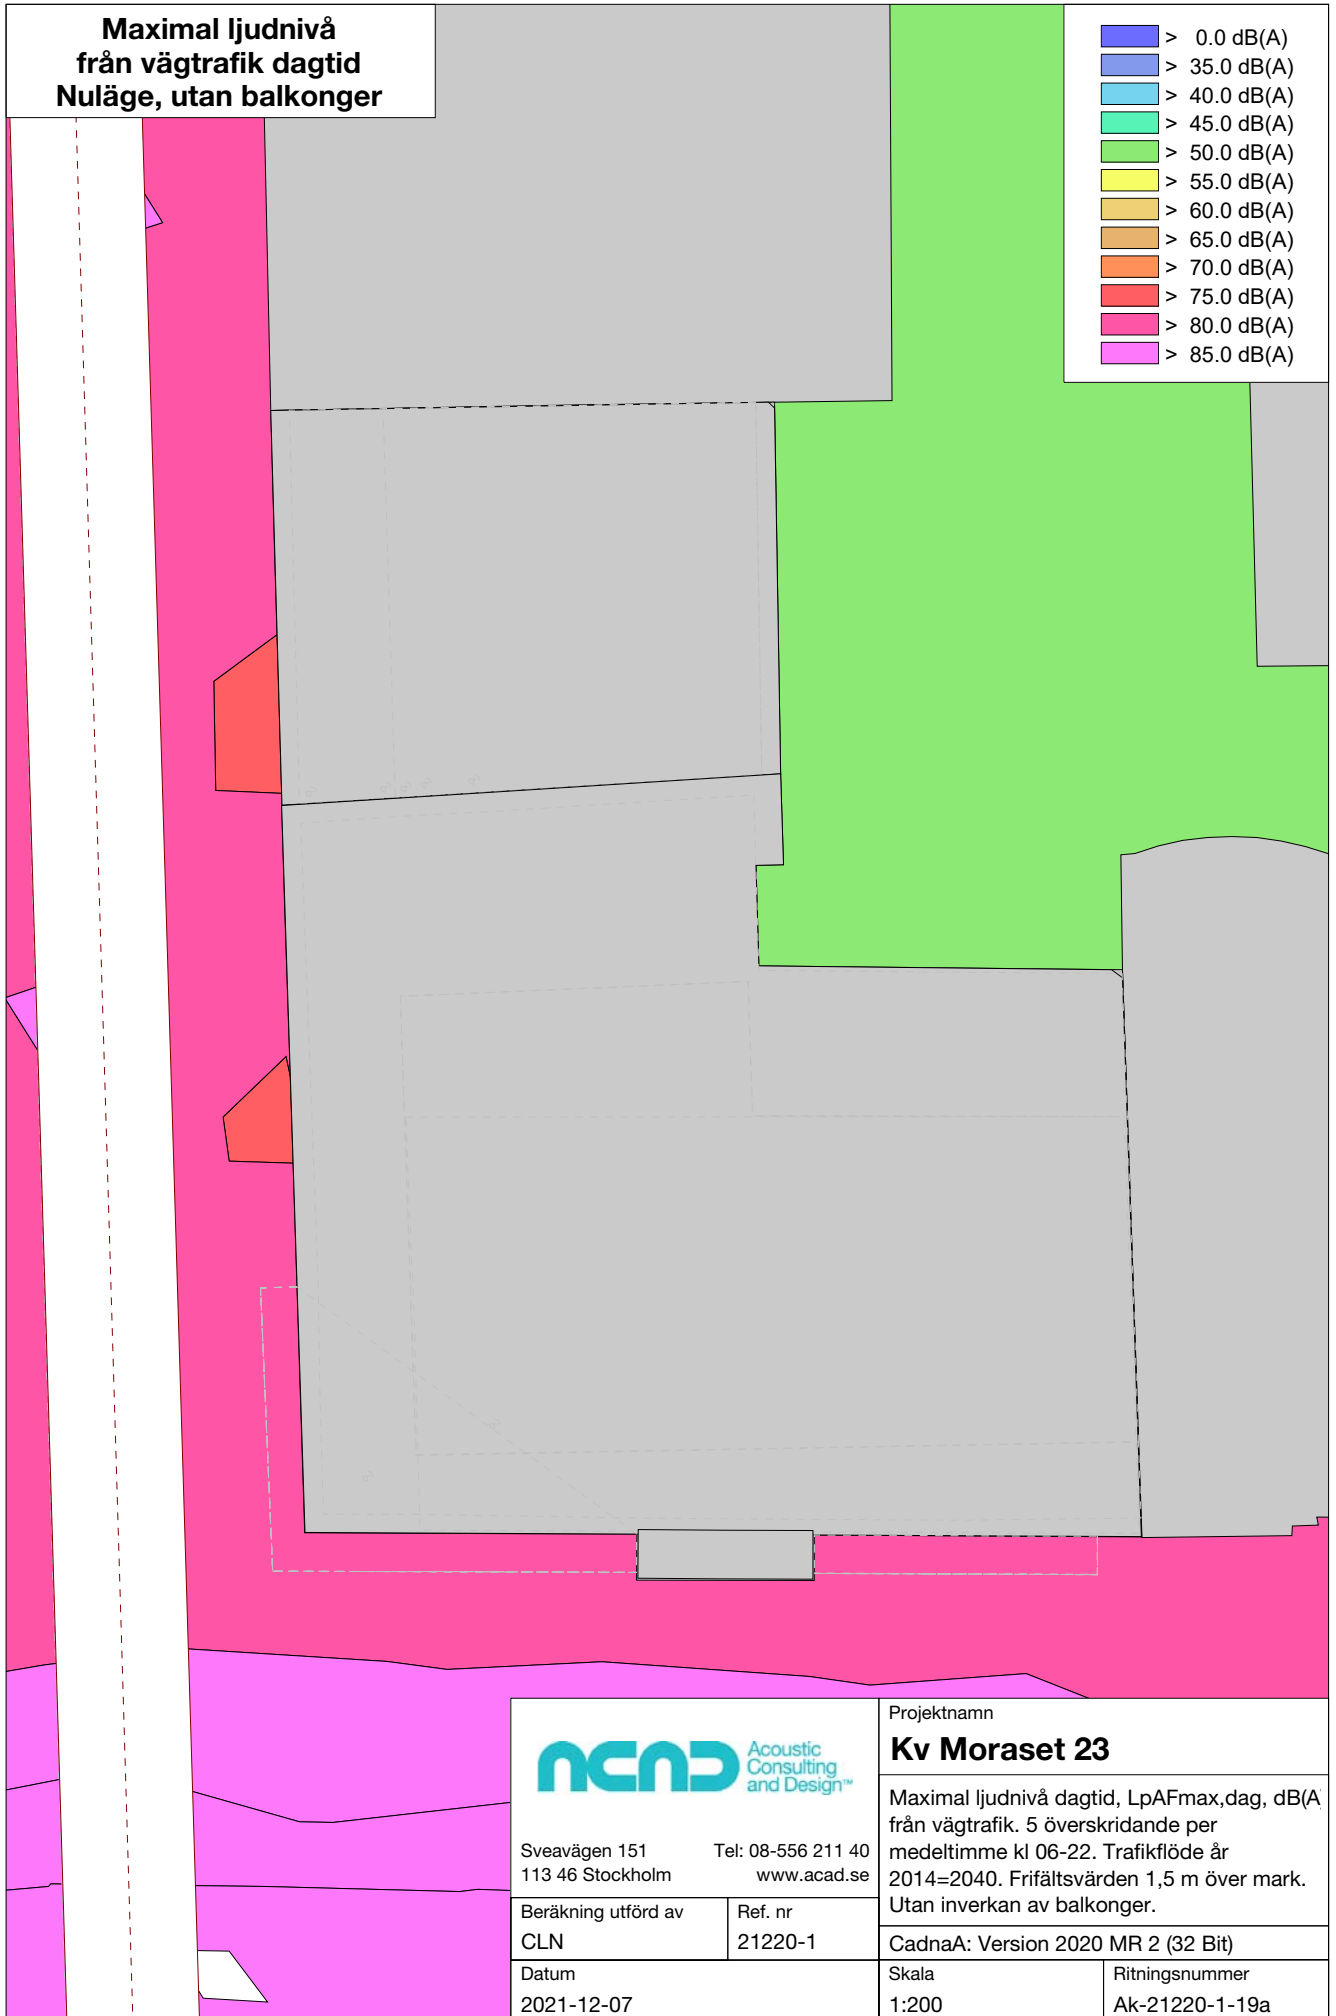 Maximal ljudnivå
från vägtrafik dagtid
Nuläge, utan balkonger
> 0.0 dB(A)
> 35.0 dB(A)
> 40.0 dB(A)
> 45.0 dB(A)
> 50.0 dB(A)
> 55.0 dB(A)
> 60.0 dB(A)
> 65.0 dB(A)
> 70.0 dB(A)
> 75.0 dB(A)
> 80.0 dB(A)
> 85.0 dB(A)
ACAD Acoustic
Consulting
and Design™
Sveavägen 151 Tel: 08-556 211 40
113 46 Stockholm www.acad.se
Beräkning utförd av
CLN
Ref. nr
21220-1
Datum
2021-12-07
Projektnamn
Kv Moraset 23
Maximal ljudnivå dagtid, LpAFmax,dag, dB(A)
från vägtrafik. 5 överskridande per
medeltimme kl 06-22. Trafikflöde år
2014=2040. Frifältsvärden 1,5 m över mark.
Utan inverkan av balkonger.
CadnaA: Version 2020 MR 2 (32 Bit)
Skala
1:200
Ritningsnummer
Ak-21220-1-19a